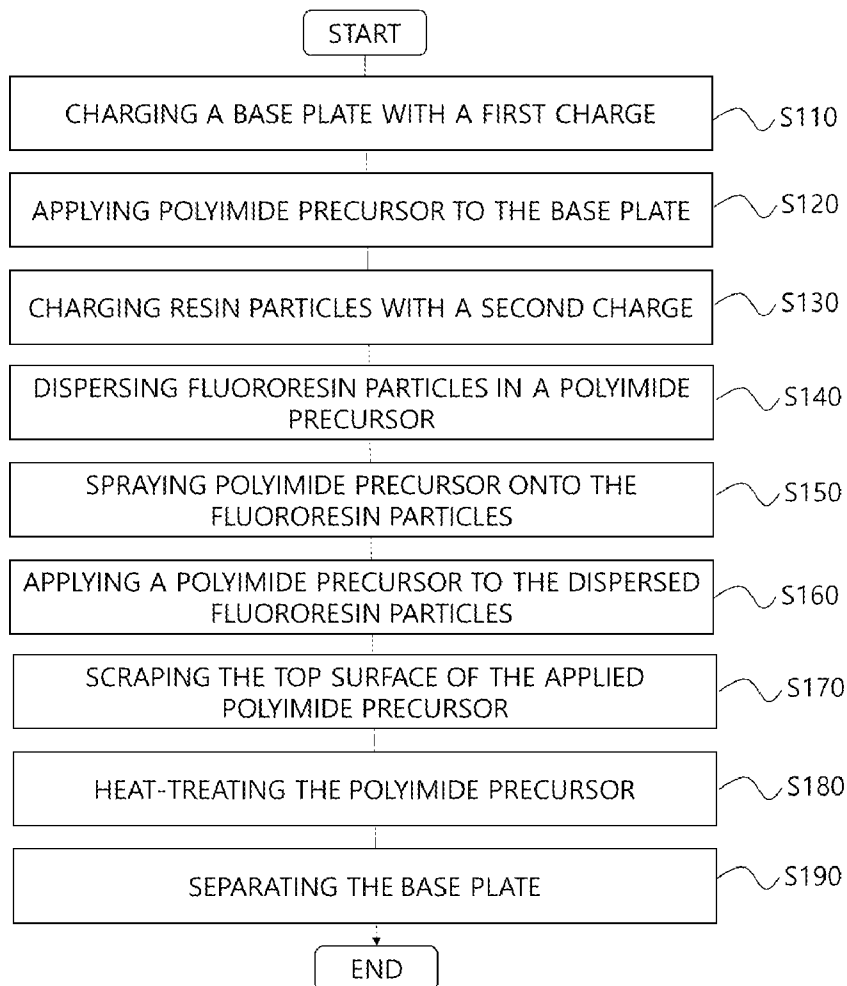 START
CHARGING A BASE PLATE WITH A FIRST CHARGE
S110
APPLYING POLYIMIDE PRECURSOR TO THE BASE PLATE
S120
CHARGING RESIN PARTICLES WITH A SECOND CHARGE
S130
DISPERSING FLUORORESIN PARTICLES IN A POLYIMIDE
PRECURSOR
S140
SPRAYING POLYIMIDE PRECURSOR ONTO THE
FLUORORESIN PARTICLES
S150
APPLYING A POLYIMIDE PRECURSOR TO THE DISPERSED
FLUORORESIN PARTICLES
S160
SCRAPING THE TOP SURFACE OF THE APPLIED
POLYIMIDE PRECURSOR
S170
HEAT-TREATING THE POLYIMIDE PRECURSOR
S180
SEPARATING THE BASE PLATE
S190
END